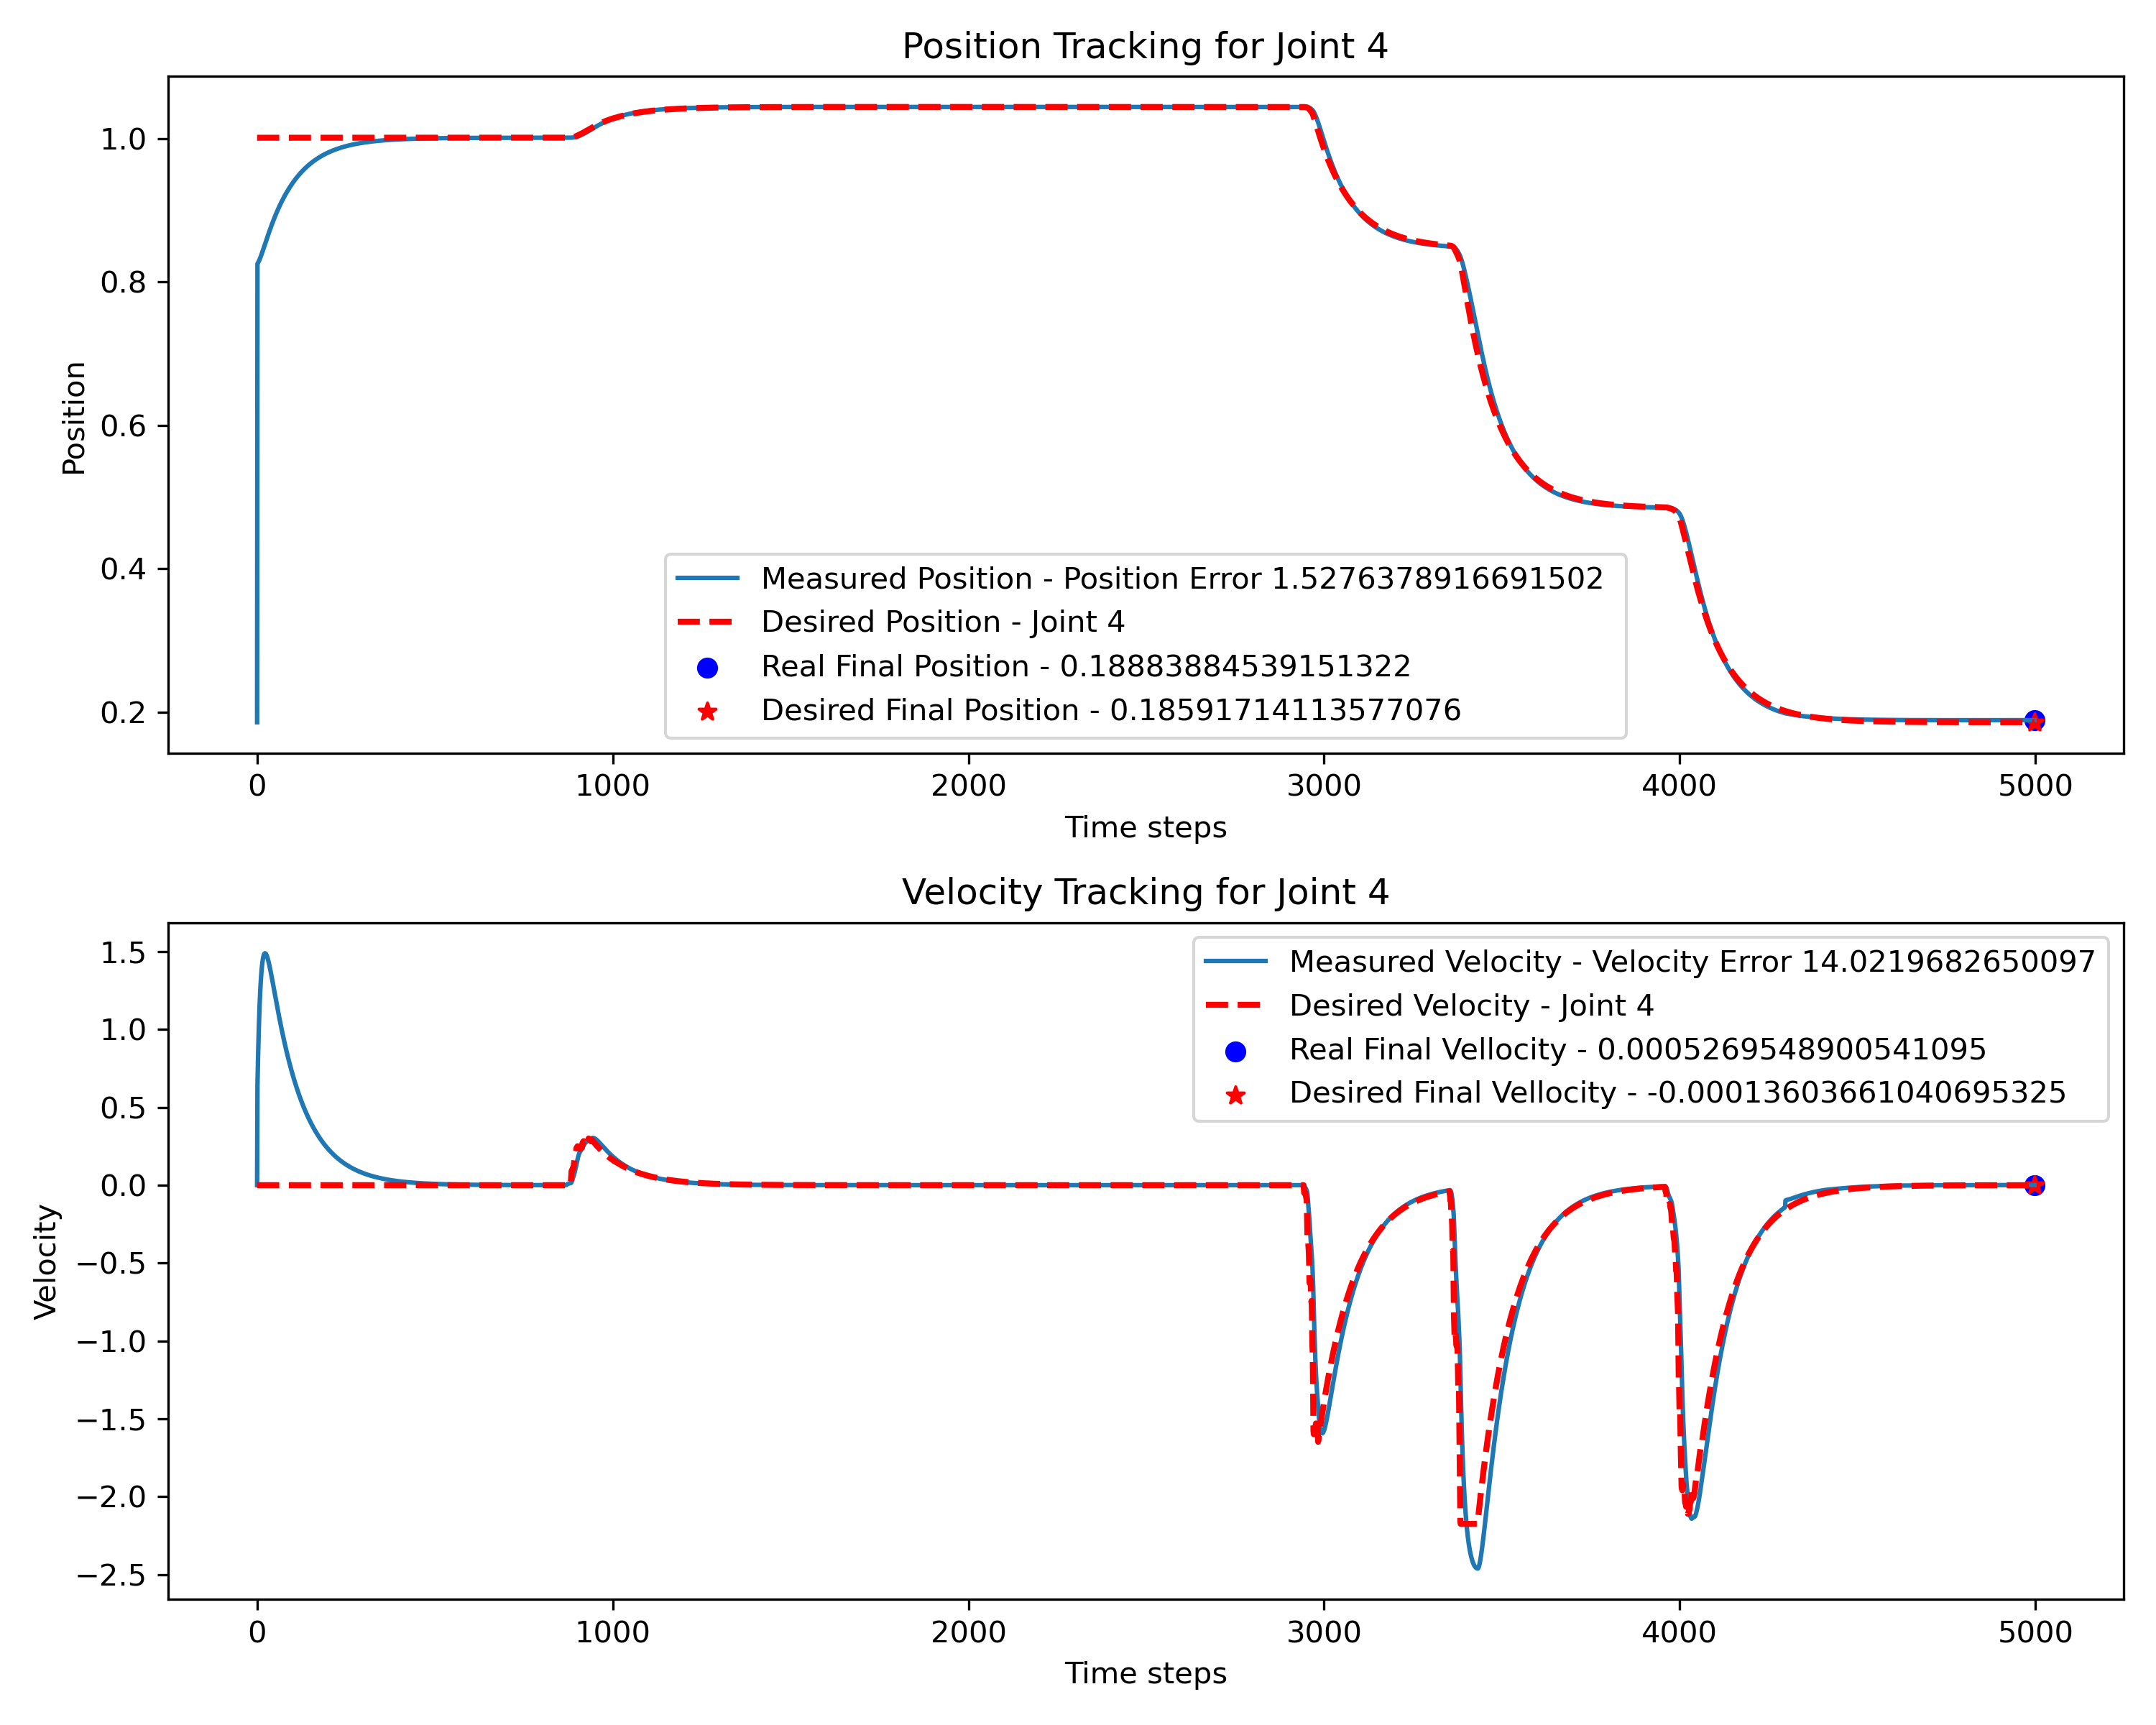 Position Tracking for Joint 4
1.0
0.8
0.6
0.4
0.2
Position
Measured Position - Position Error 1.5276378916691502
Desired Position - Joint 4
Real Final Position - 0.18883884539151322
Desired Final Position - 0.18591714113577076
0 1000 2000 3000 4000 5000
Time steps
Velocity Tracking for Joint 4
1.5
1.0
0.5
0.0
−0.5
−1.0
−1.5
−2.0
−2.5
Velocity
Measured Velocity - Velocity Error 14.0219682650097
Desired Velocity - Joint 4
Real Final Vellocity - 0.0005269548900541095
Desired Final Vellocity - -0.00013603661040695325
0 1000 2000 3000 4000 5000
Time steps